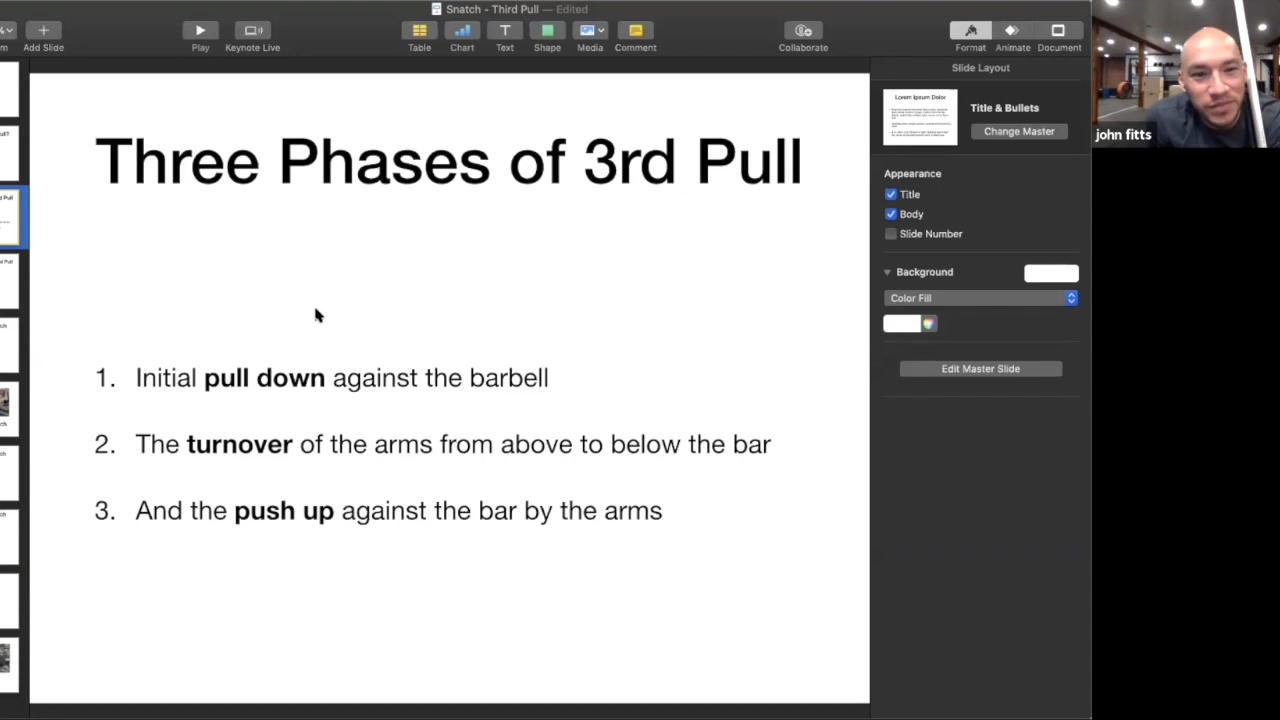 Snatch - Third Pull — Edited
Add Slide
Play
Keynote Live
Table
Chart
Text
Shape
Media
Comment
Collaborate
Format
Animate
Document
Slide Layout
Lorem Ipsum Dolor
Title & Bullets
Change Master
Appearance
Title
Body
Slide Number
Background
Color Fill
Edit Master Slide
Three Phases of 3rd Pull
1. Initial pull down against the barbell
2. The turnover of the arms from above to below the bar
3. And the push up against the bar by the arms
john fitts